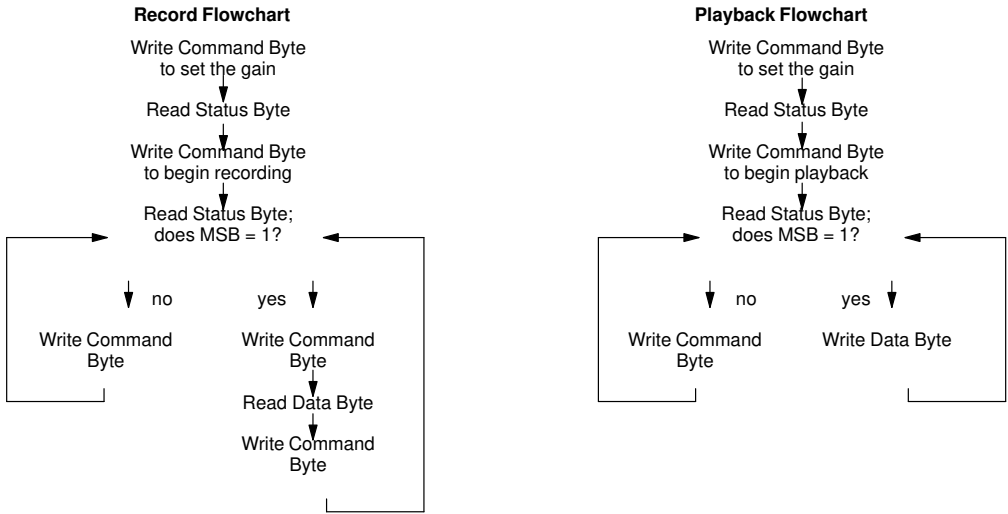 Record Flowchart
Write Command Byte
to set the gain
Read Status Byte
Write Command Byte
to begin recording
Read Status Byte;
does MSB = 1?
no
yes
Write Command
Byte
Write Command
Byte
Read Data Byte
Write Command
Byte
Playback Flowchart
Write Command Byte
to set the gain
Read Status Byte
Write Command Byte
to begin playback
Read Status Byte;
does MSB = 1?
no
yes
Write Command
Byte
Write Data Byte